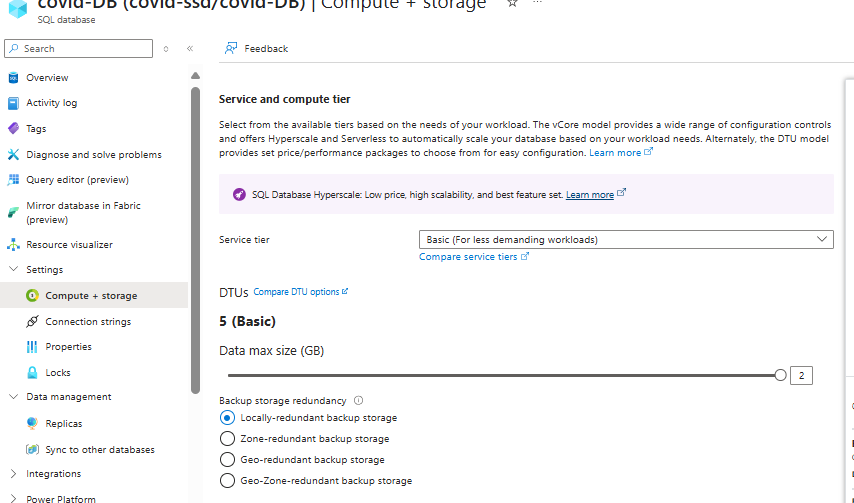 covid-DB (covid-ssd/covid-DB) | Compute + storage
SQL database
Search
Feedback
Overview
Activity log
Tags
Diagnose and solve problems
Query editor (preview)
Mirror database in Fabric
(preview)
Resource visualizer
Settings
Compute + storage
Connection strings
Properties
Locks
Data management
Replicas
Sync to other databases
Integrations
Power Platform
Service and compute tier
Select from the available tiers based on the needs of your workload. The vCore model provides a wide range of configuration controls
and offers Hyperscale and Serverless to automatically scale your database based on your workload needs. Alternately, the DTU model
provides set price/performance packages to choose from for easy configuration. Learn more
SQL Database Hyperscale: Low price, high scalability, and best feature set. Learn more
Service tier
Basic (For less demanding workloads)
Compare service tiers
DTUs Compare DTU options
5 (Basic)
Data max size (GB)
2
Backup storage redundancy
Locally-redundant backup storage
Zone-redundant backup storage
Geo-redundant backup storage
Geo-Zone-redundant backup storage